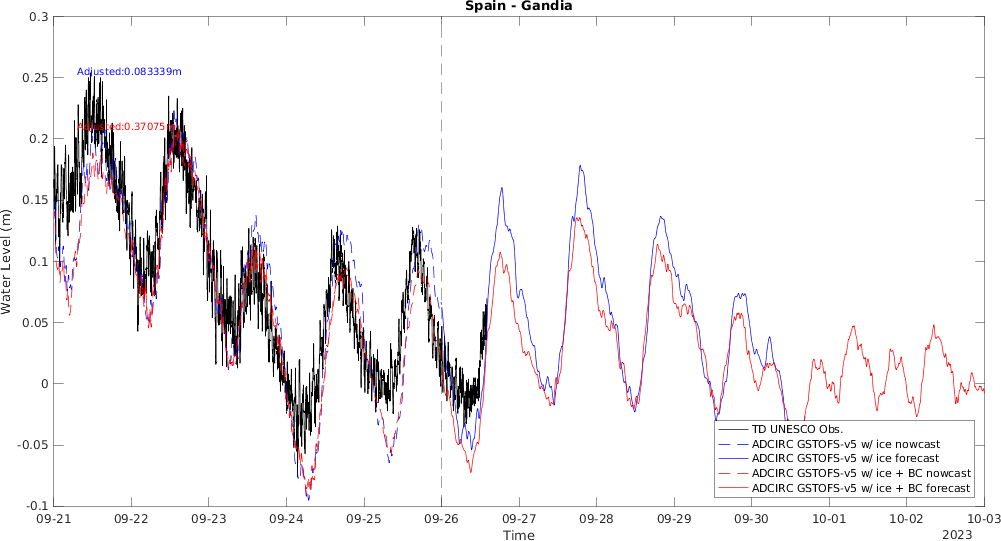 Spain - Gandia
0.3
0.25
0.2
0.15
0.1
0.05
0
-0.05
-0.1
Water Level (m)
Adjusted:0.083339m
Adjusted:0.37075
09-21 09-22 09-23 09-24 09-25 09-26 09-27 09-28 09-29 09-30 10-01 10-02 10-03
Time
2023
TD UNESCO Obs.
ADCIRC GSTOFS-v5 w/ ice nowcast
ADCIRC GSTOFS-v5 w/ ice forecast
ADCIRC GSTOFS-v5 w/ ice + BC nowcast
ADCIRC GSTOFS-v5 w/ ice + BC forecast